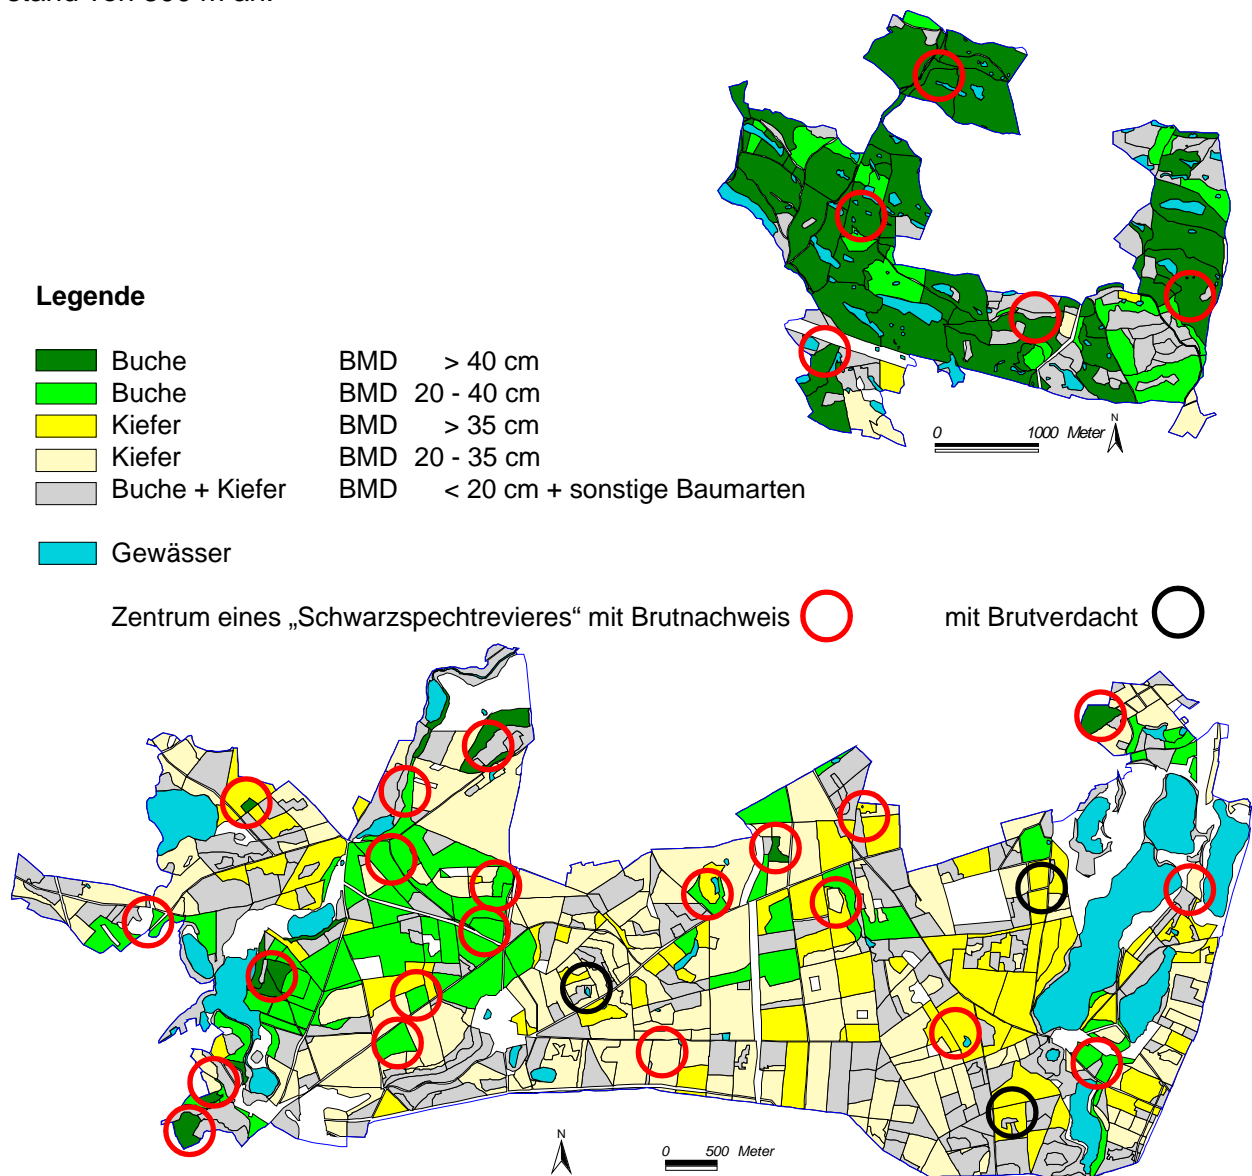 N
0 1000 Meter
Legende
Buche BMD > 40 cm
Buche BMD 20 - 40 cm
Kiefer BMD > 35 cm
Kiefer BMD 20 - 35 cm
Buche + Kiefer BMD < 20 cm + sonstige Baumarten
Gewässer
Zentrum eines „Schwarzspechtrevieres“ mit Brutnachweis mit Brutverdacht
N
0 500 Meter